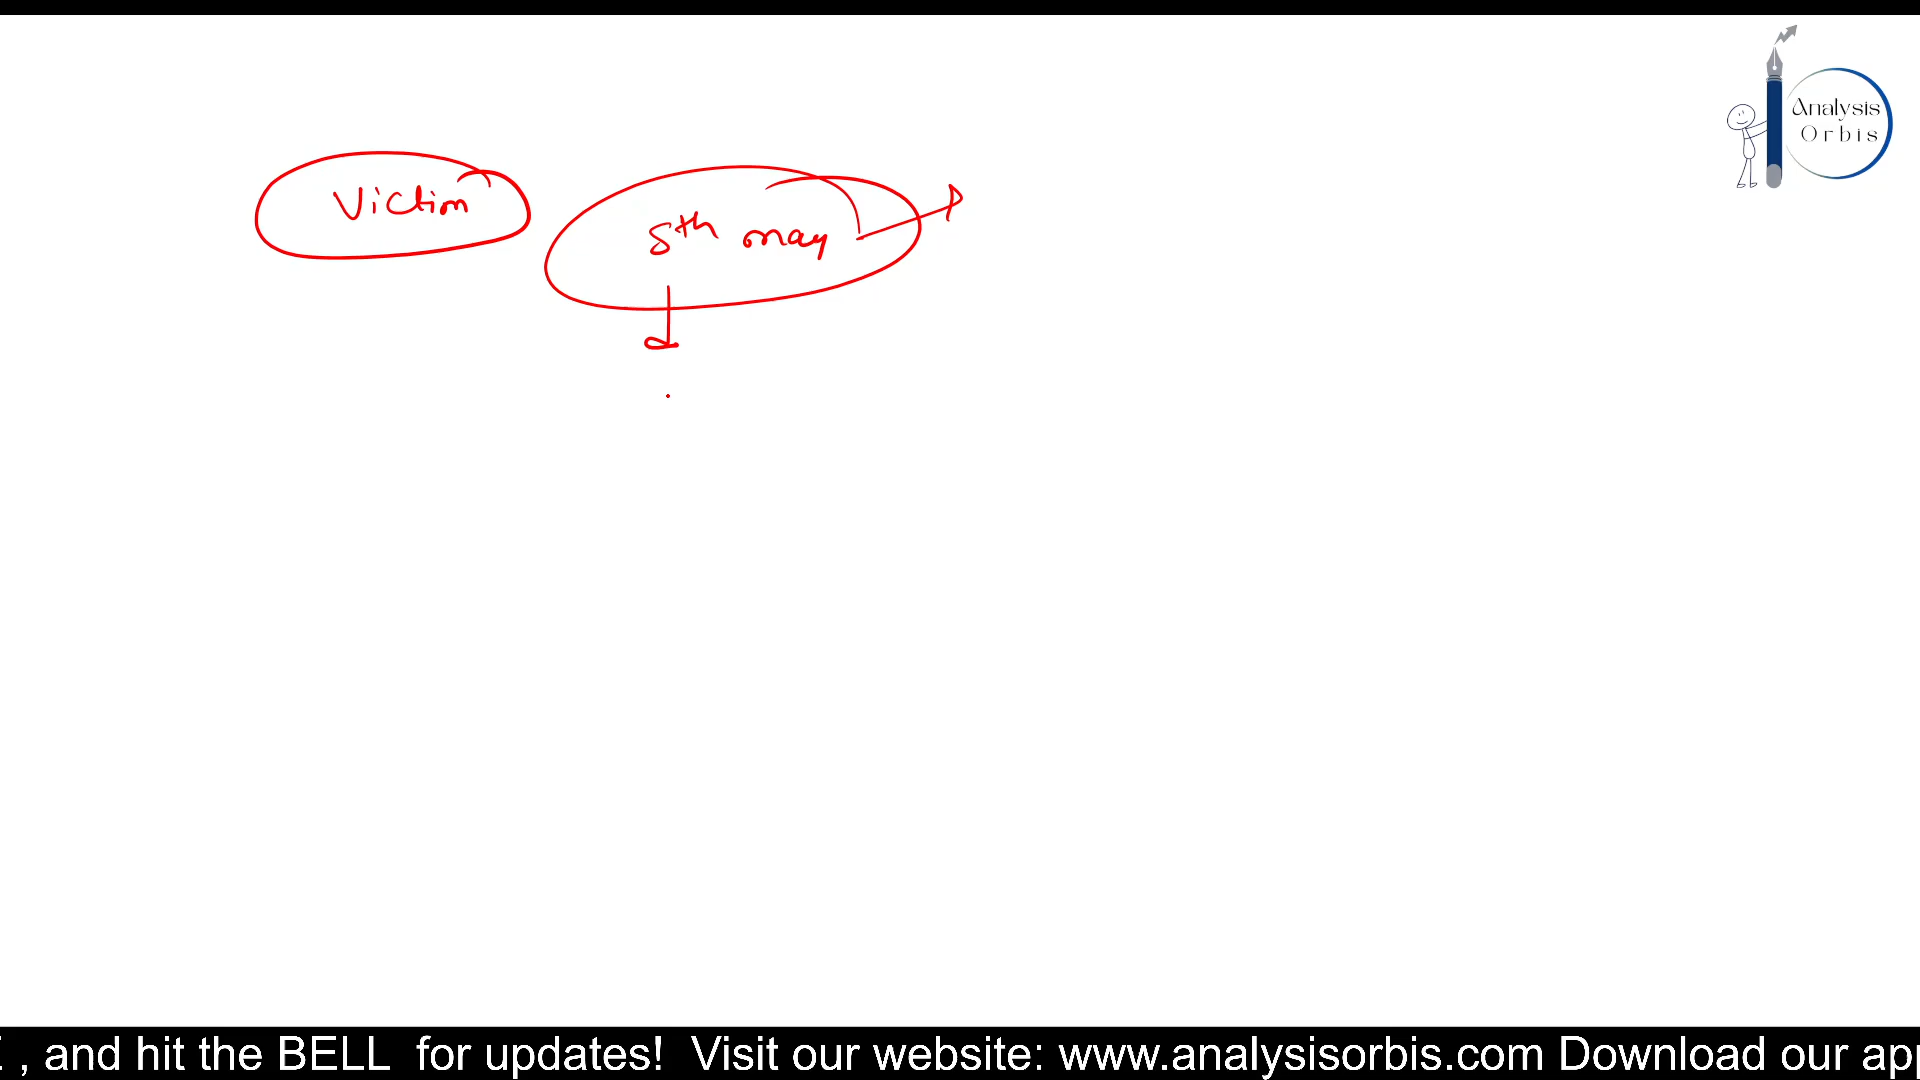 Analysis
Orbis
Victim
8th may
, and hit the BELL for updates! Visit our website: www.analysisorbis.com Download our ap